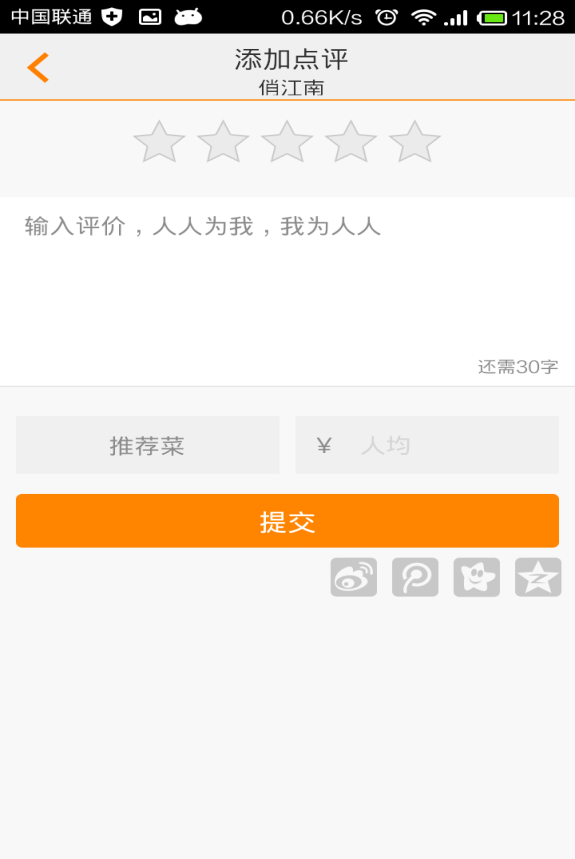 中国联通 0.66K/s 11:28
添加点评
俏江南
输入评价，人人为我，我为人人
还需30字
推荐菜 ¥ 人均
提交